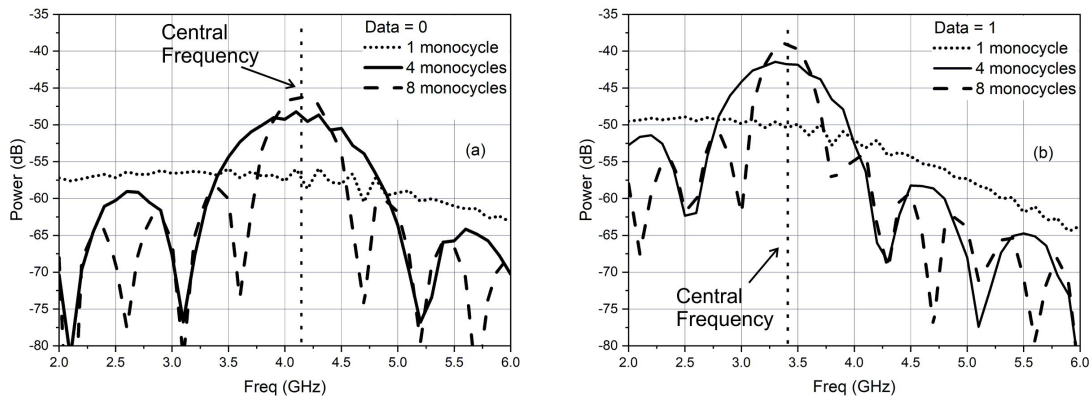 -35
-40
-45
-50
-55
-60
-65
-70
-75
-80
Power (dB)
Central
Frequency
Data = 0
1 monocycle
4 monocycles
8 monocycles
(a)
2.0 2.5 3.0 3.5 4.0 4.5 5.0 5.5 6.0
Freq (GHz)
-35
-40
-45
-50
-55
-60
-65
-70
-75
-80
Power (dB)
Data = 1
1 monocycle
4 monocycles
8 monocycles
(b)
Central
Frequency
2.0 2.5 3.0 3.5 4.0 4.5 5.0 5.5 6.0
Freq (GHz)